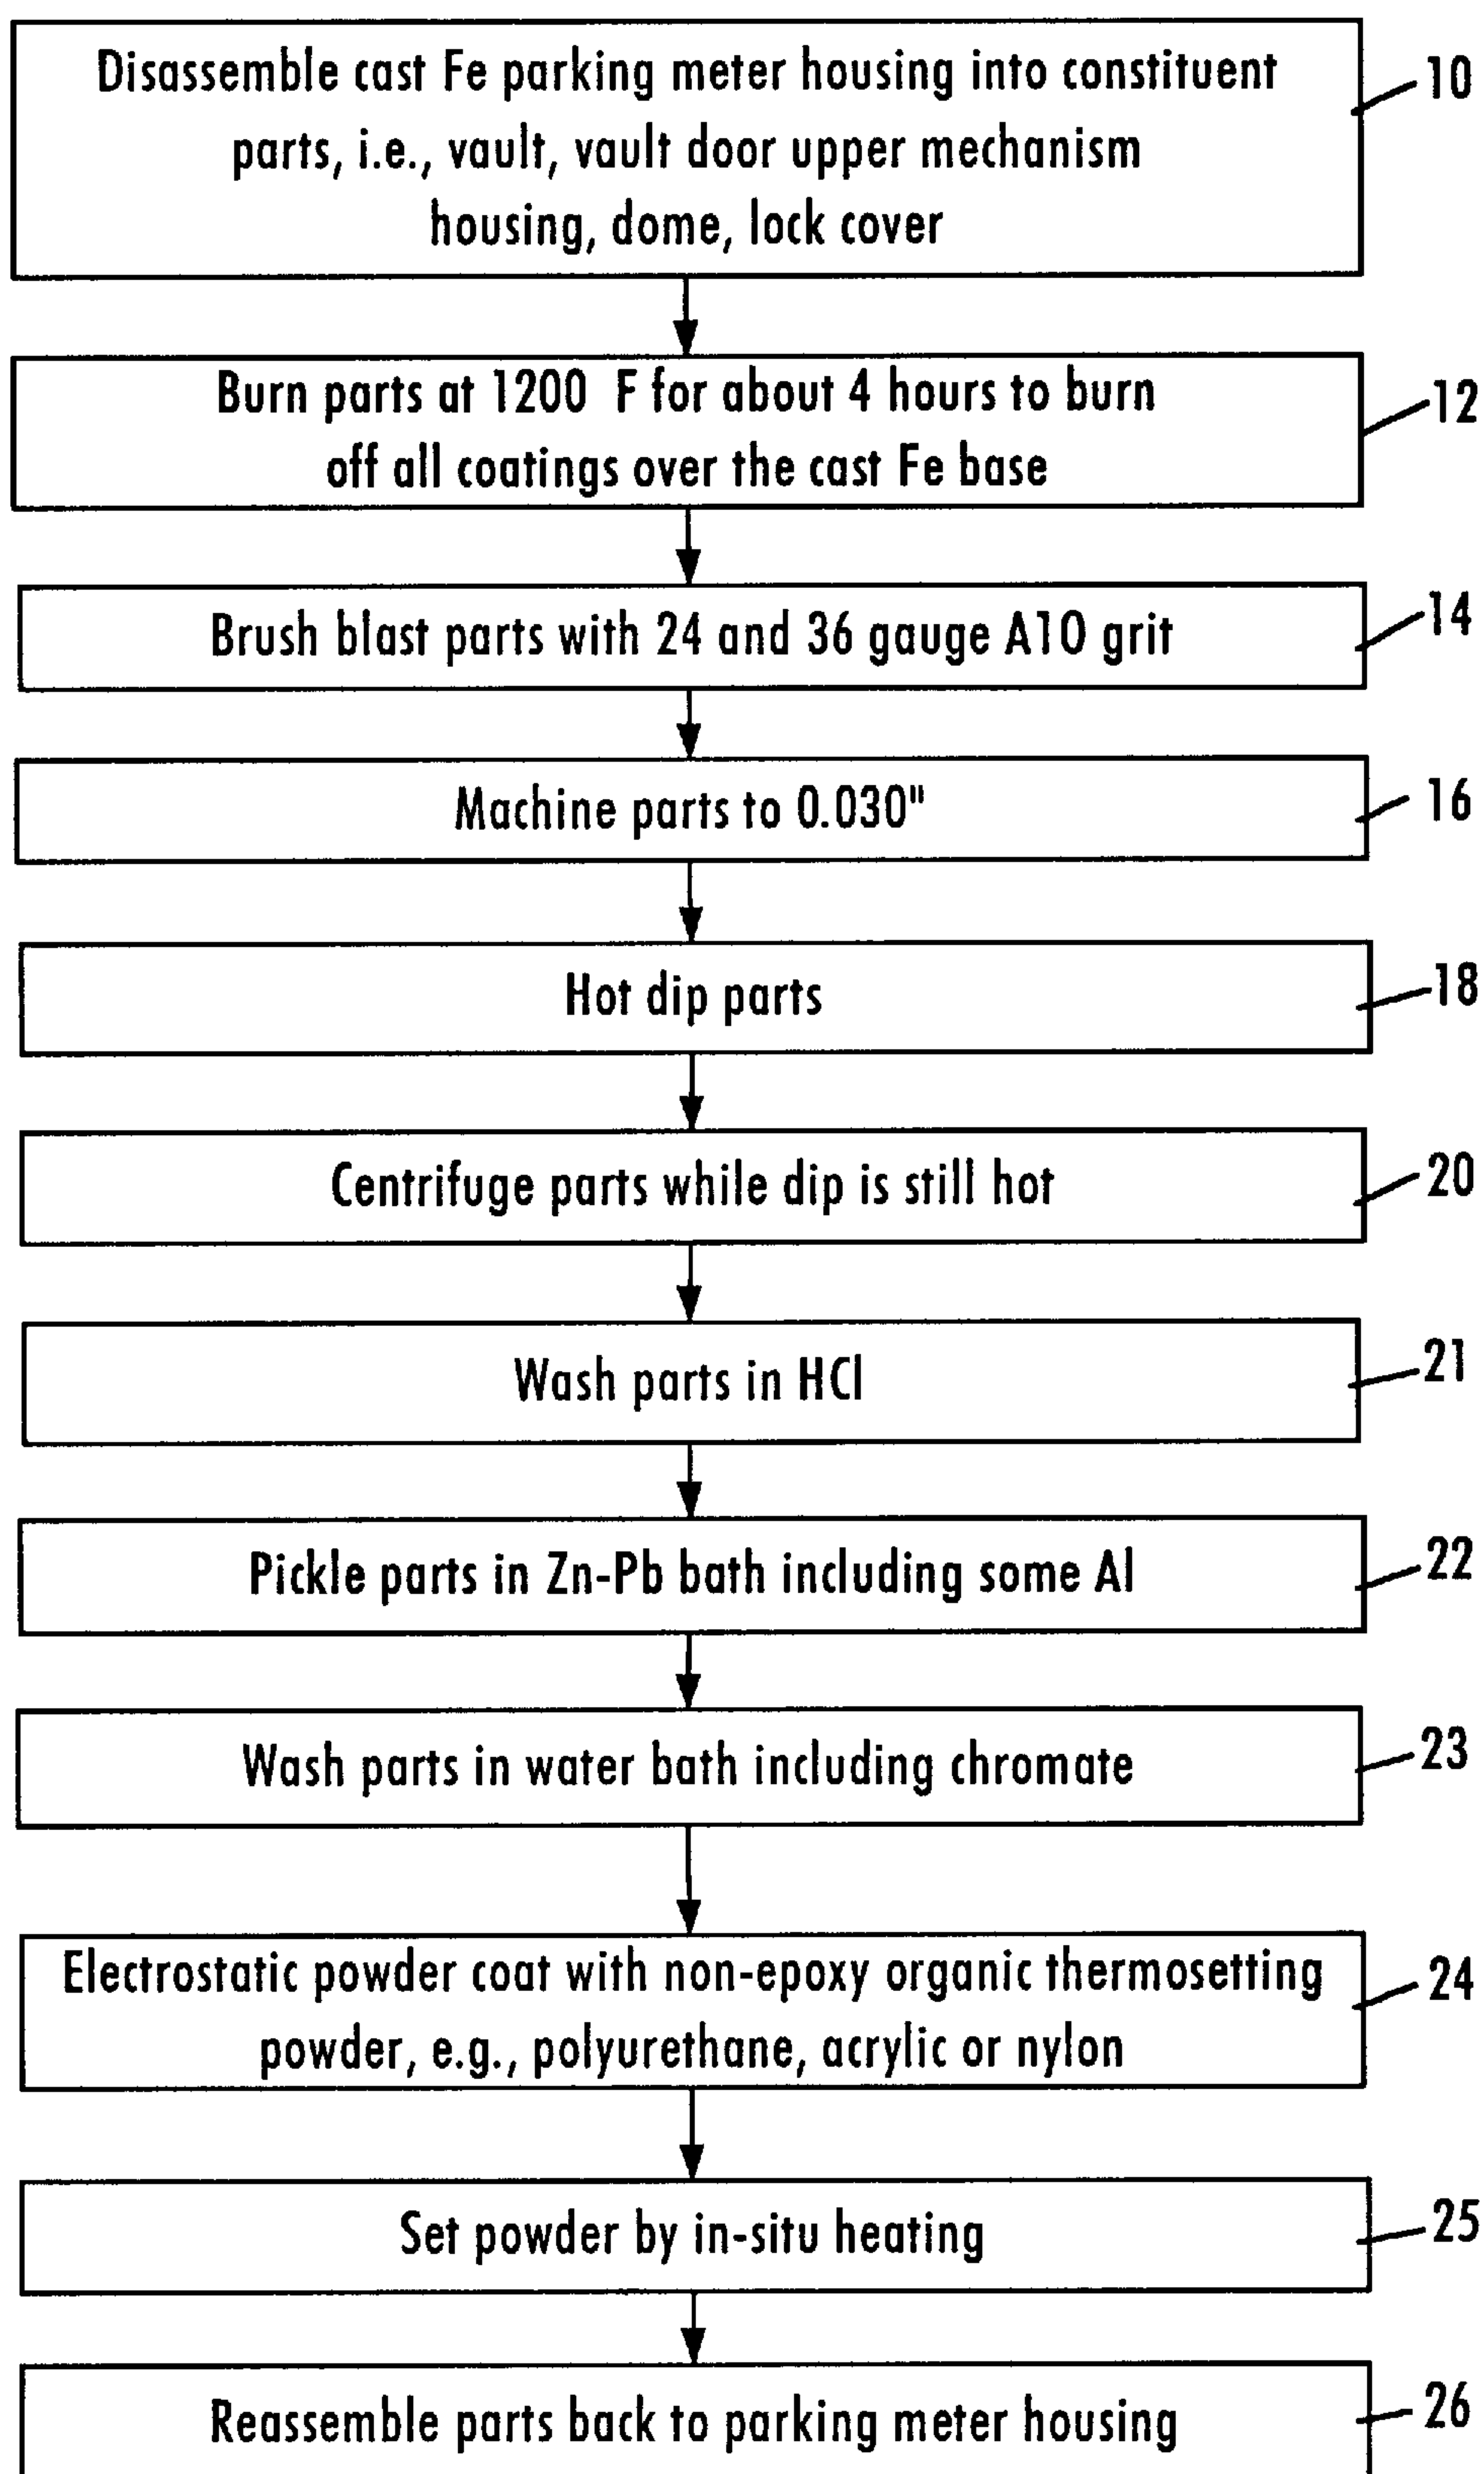 Disassemble cast Fe parking meter housing into constituent
parts, i.e., vault, vault door upper mechanism
housing, dome, lock cover
10
Burn parts at 1200 F for about 4 hours to burn
off all coatings over the cast Fe base
12
Brush blast parts with 24 and 36 gauge A1O grit
14
Machine parts to 0.030"
16
Hot dip parts
18
Centrifuge parts while dip is still hot
20
Wash parts in HCl
21
Pickle parts in Zn-Pb bath including some Al
22
Wash parts in water bath including chromate
23
Electrostatic powder coat with non-epoxy organic thermosetting
powder, e.g., polyurethane, acrylic or nylon
24
Set powder by in-situ heating
25
Reassemble parts back to parking meter housing
26